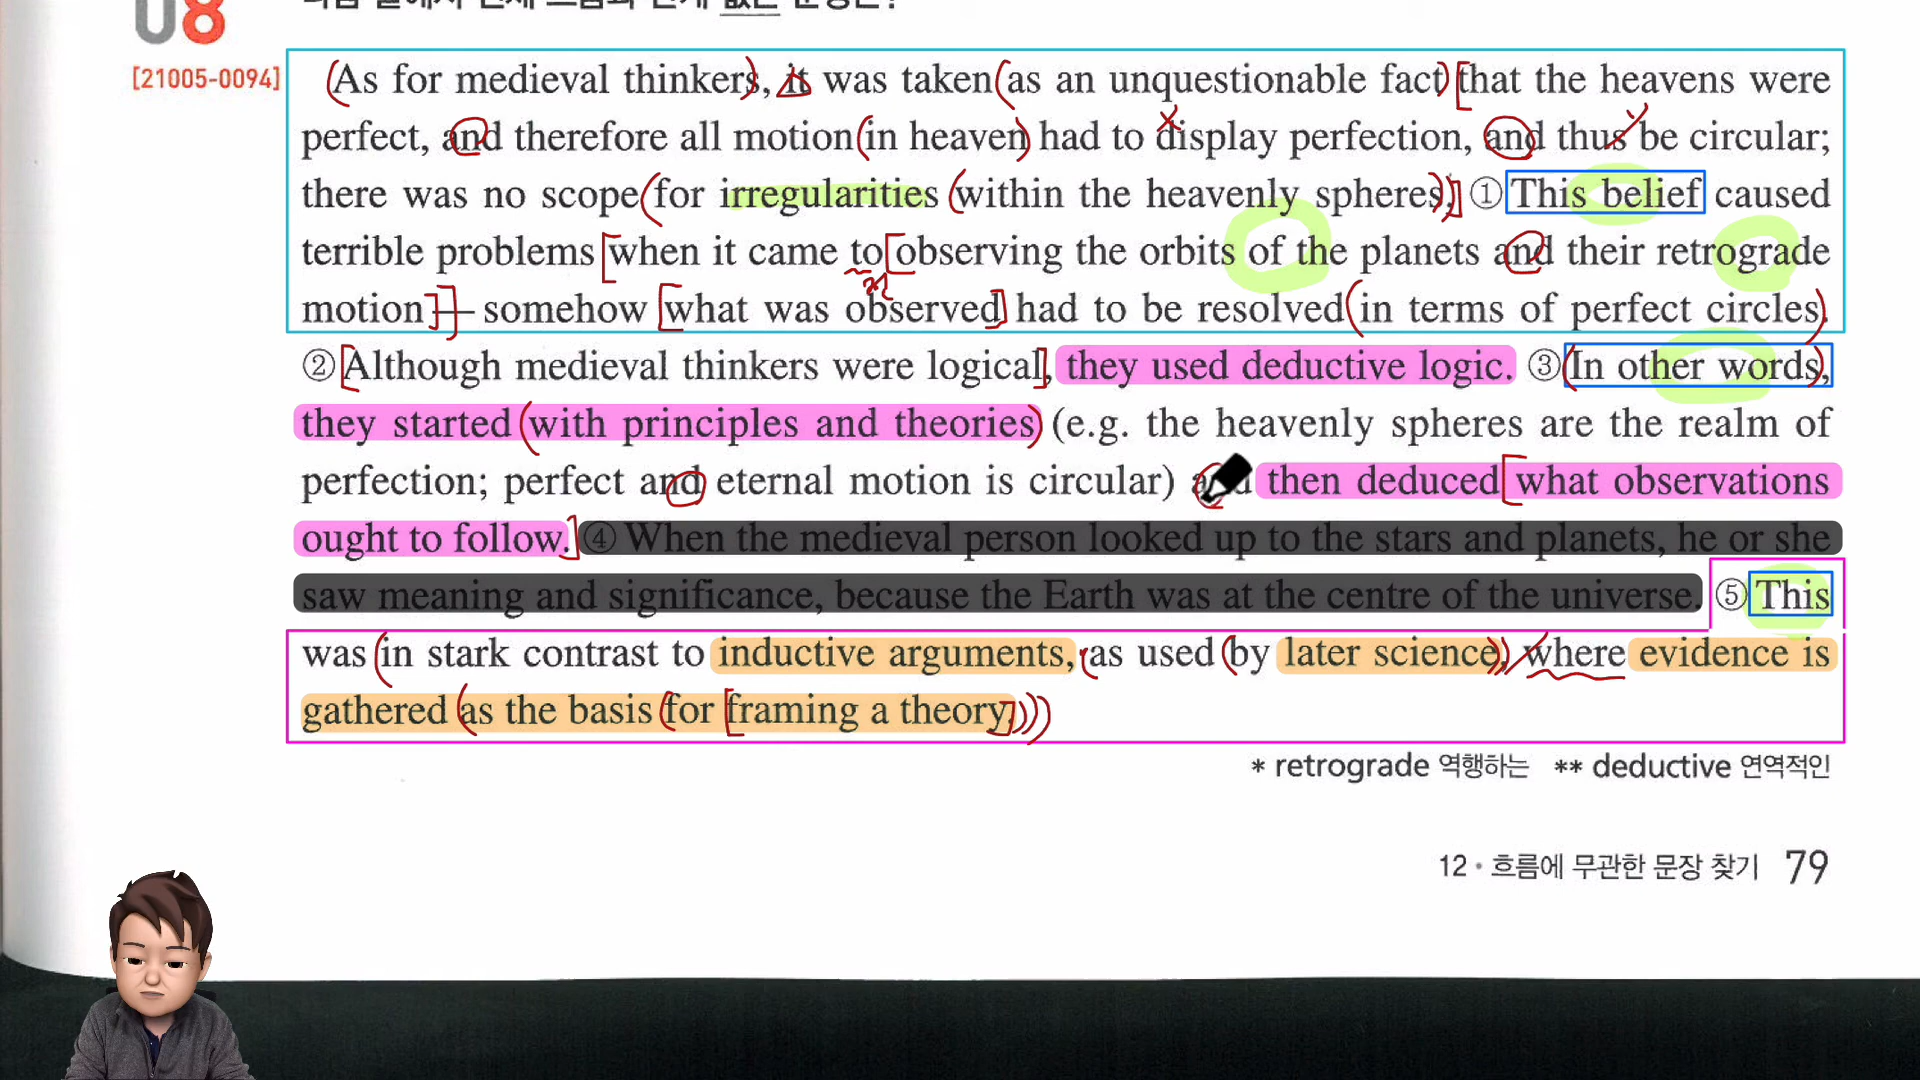 08
[21005-0094]
As for medieval thinkers, it was taken as an unquestionable fact that the heavens were
perfect, and therefore all motion in heaven had to display perfection, and thus be circular;
there was no scope for irregularities within the heavenly spheres. ① This belief caused
terrible problems when it came to observing the orbits of the planets and their retrograde
motion — somehow what was observed had to be resolved in terms of perfect circles.
② Although medieval thinkers were logical, they used deductive logic. ③ In other words,
they started with principles and theories (e.g. the heavenly spheres are the realm of
perfection; perfect and eternal motion is circular) and then deduced what observations
ought to follow. ④ When the medieval person looked up to the stars and planets, he or she
saw meaning and significance, because the Earth was at the centre of the universe. ⑤ This
was in stark contrast to inductive arguments, as used by later science, where evidence is
gathered as the basis for framing a theory.
* retrograde 역행하는 ** deductive 연역적인
12 • 흐름에 무관한 문장 찾기 79